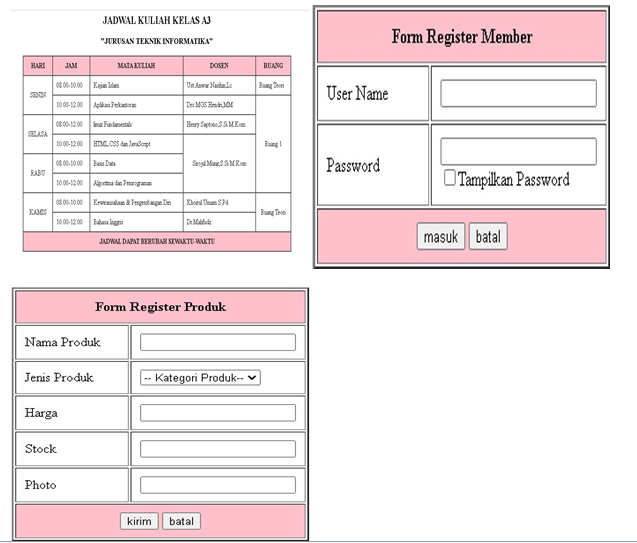 JADWAL KULIAH KELAS A3
"JURUSAN TEKNIK INFORMATIKA"
HARI JAM MATA KULIAH DOSEN RUANG
SENIN 08.00-10.00 Kajian Islam Ust Anwar Nasihin,Lc Ruang Teori
10.00-12.00 Aplikasi Perkantoran Drs.MGS Hendri,MM Ruang 1
SELASA 08.00-10.00 linux Fundamentals Henry Saptono,S.Si M.Kom
10.00-12.00 HTML,CSS dan JavaScript Sirojul Munir,S.Si M.Kom
RABU 08.00-10.00 Basis Data
10.00-12.00 Algoritma dan Pemrograman
KAMIS 08.00-10.00 Kewirausahaan & Pengembangan Diri Khoirul Umam S.Pd Ruang Teori
10.00-12.00 Bahasa Inggris Dr.Mahfudz
JADWAL DAPAT BERUBAH SEWAKTU-WAKTU
Form Register Member
User Name
Password
Tampilkan Password
masuk batal
Form Register Produk
Nama Produk
Jenis Produk -- Kategori Produk--
Harga
Stock
Photo
kirim batal